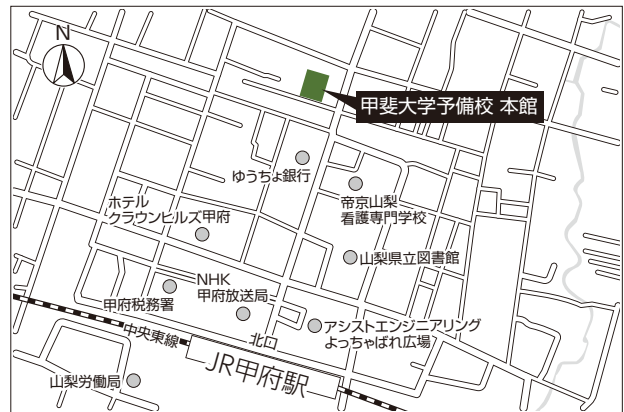 N
甲斐大学予備校 本館
ゆうちょ銀行
帝京山梨
看護専門学校
ホテル
クラウンヒルズ甲府
山梨県立図書館
NHK
甲府放送局
甲府税務署
アシストエンジニアリング
よっちゃばれ広場
中央東線
北口
JR甲府駅
山梨労働局